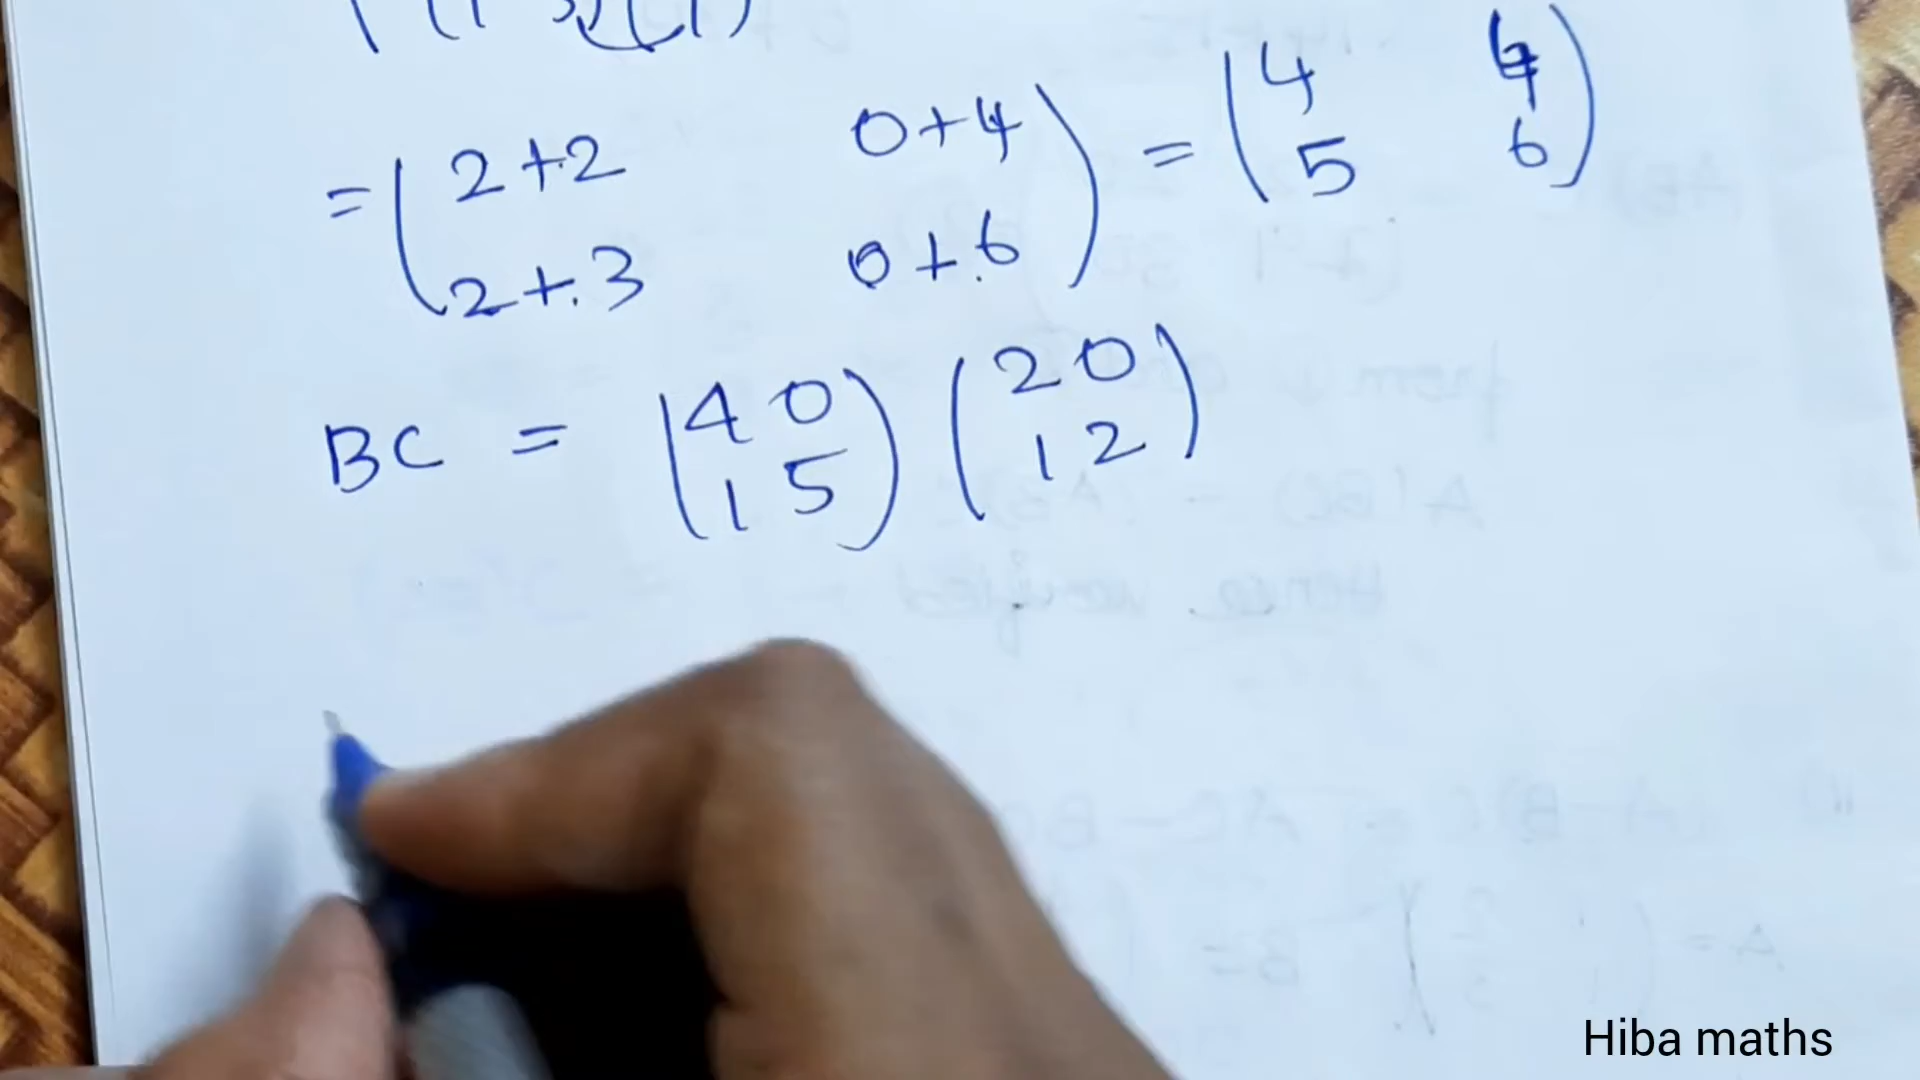 = ( 2+2 0+4 ) = ( 4 4 )
( 2+3 0+6 ) ( 5 6 )
BC = ( 4 0 ) ( 2 0 )
( 1 5 ) ( 1 2 )
Hiba maths